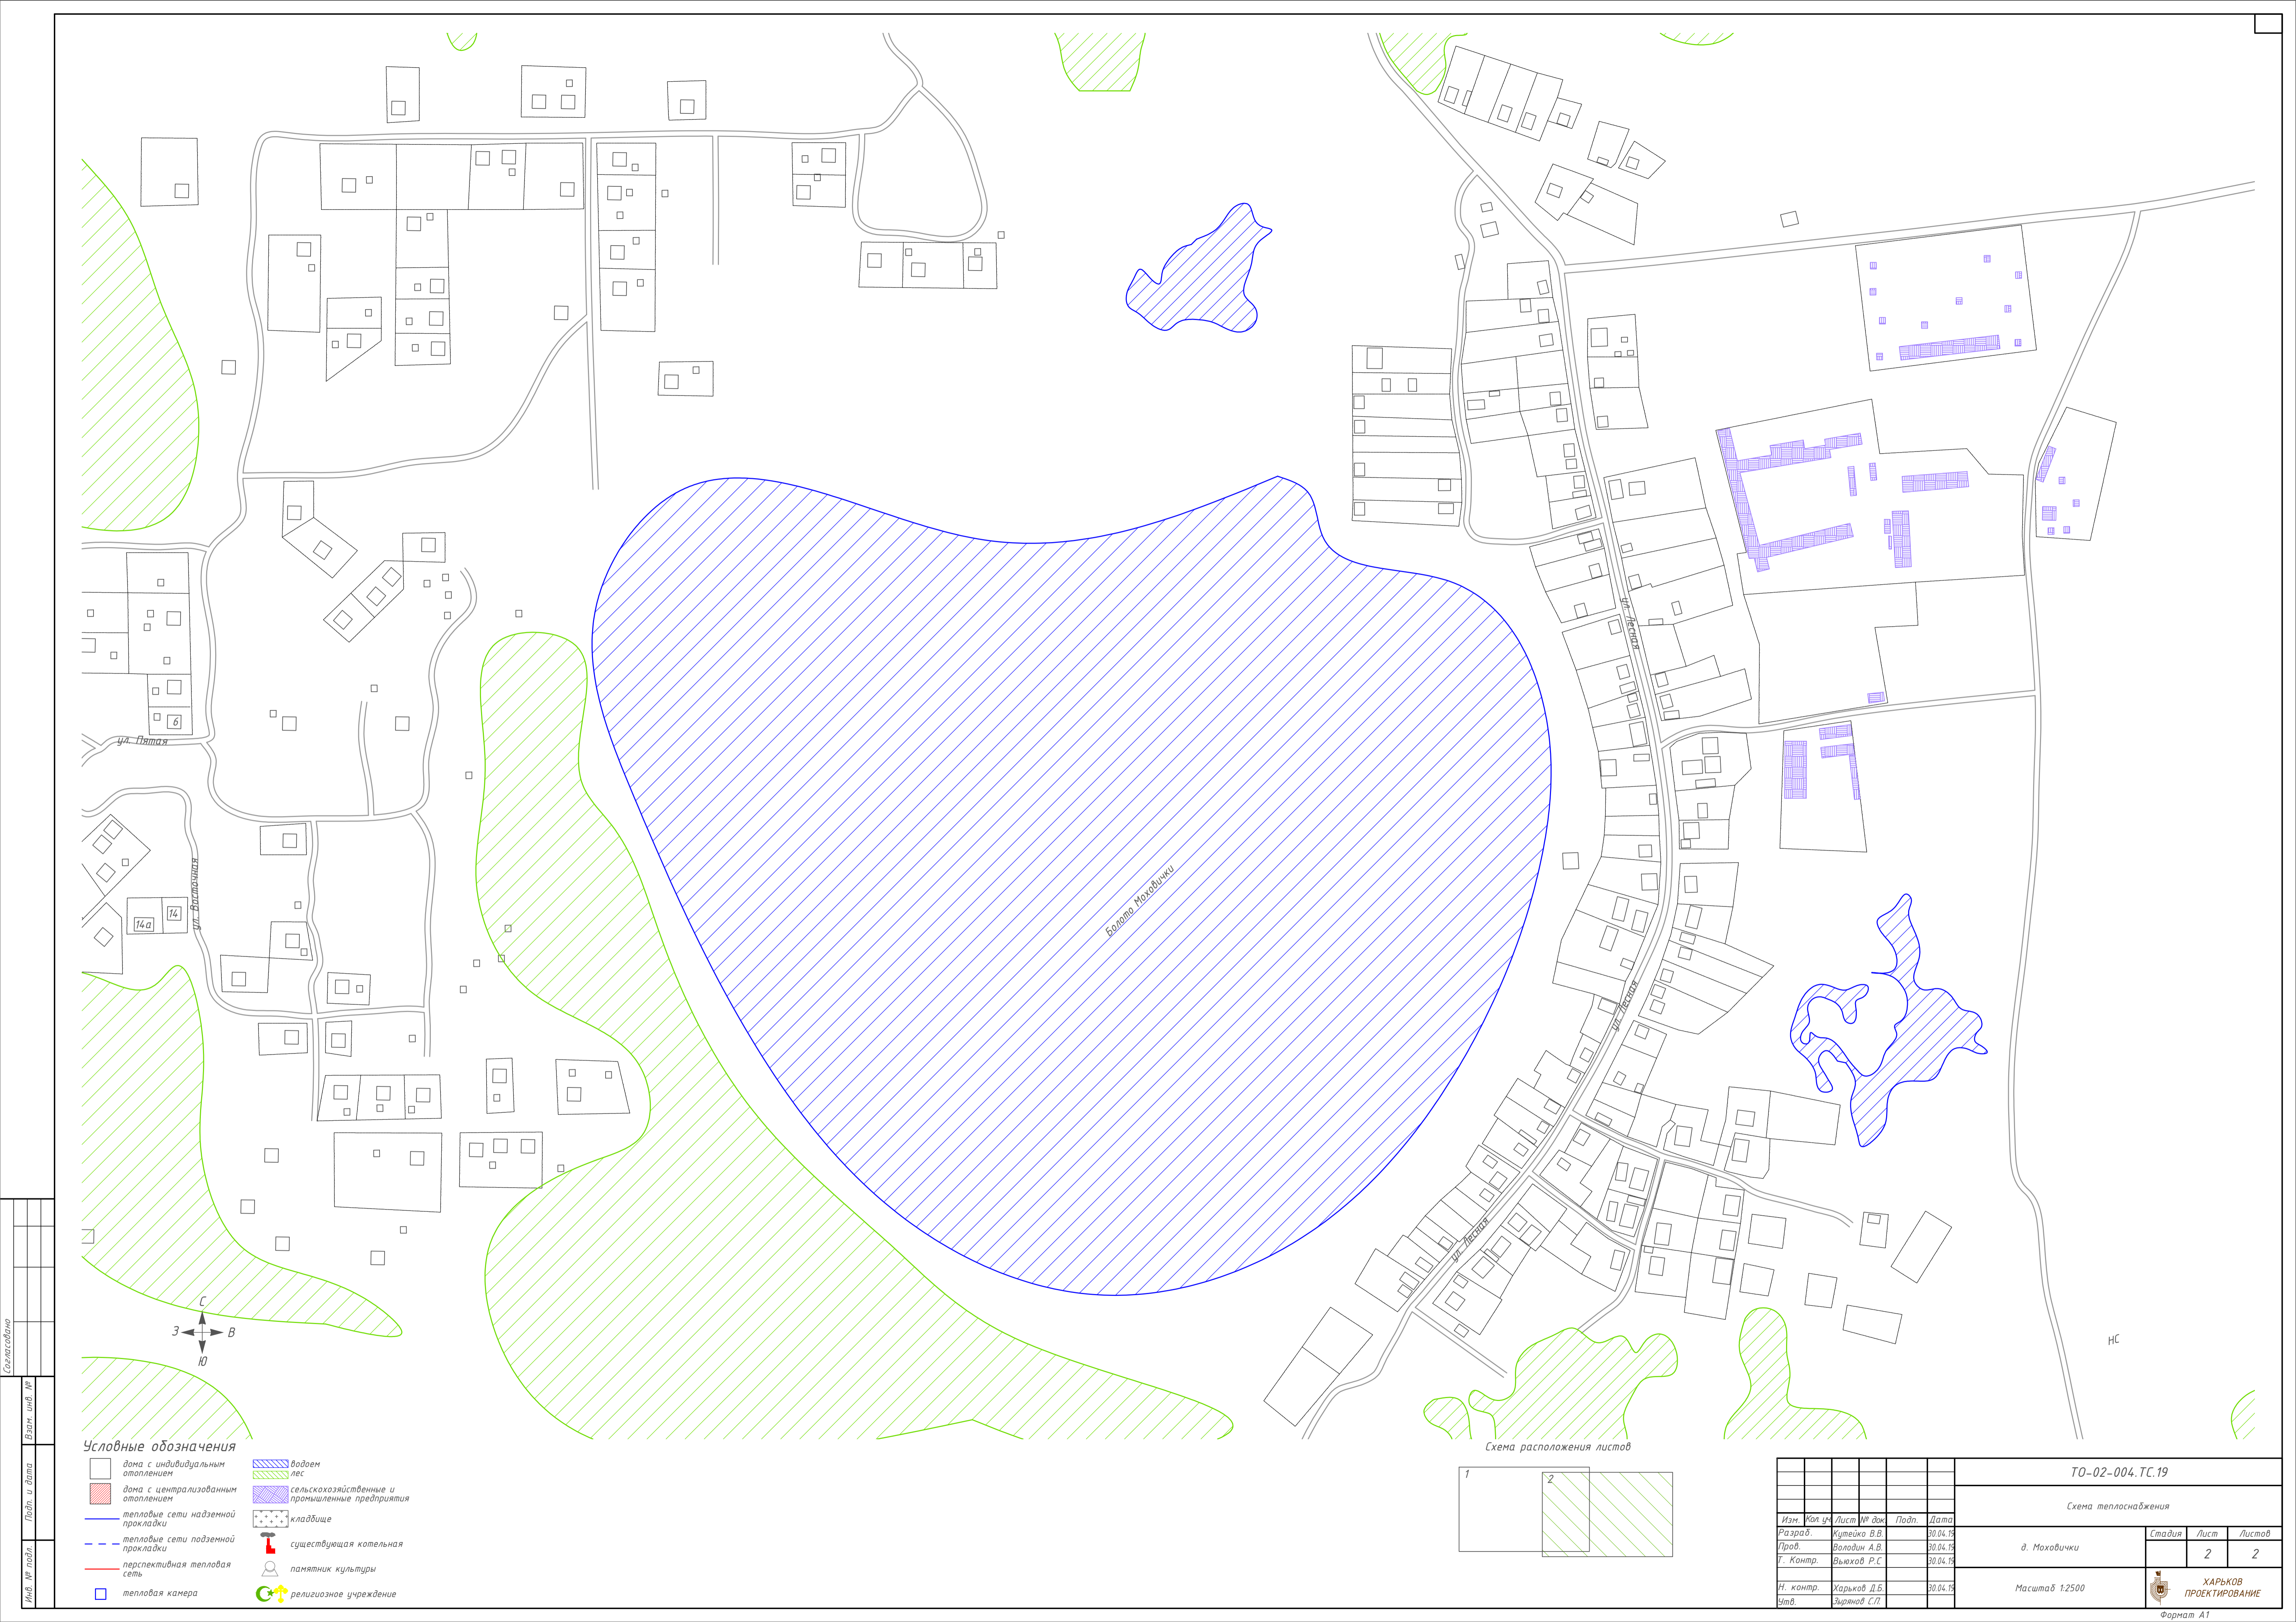 ул. Лесная
6
ул. Пятая
ул. Восточная
14
14а
Болото Моховички
ул. Лесная
ул. Лесная
НС
С
З
В
Ю
Согласовано
Взам. инв. №
Подп. и дата
Инв. № подл.
Условные обозначения
дома с индивидуальным
отоплением
дома с централизованным
отоплением
тепловые сети надземной
прокладки
тепловые сети подземной
прокладки
перспективная тепловая
сеть
тепловая камера
водоем
лес
сельскохозяйственные и
промышленные предприятия
кладбище
существующая котельная
памятник культуры
религиозное учреждение
Схема расположения листов
1
2
ТО-02-004.ТС.19
Схема теплоснабжения
Изм. Кол.уч Лист № док. Подп. Дата
Разраб. Кутейко В.В. 30.04.19
Пров. Володин А.В. 30.04.19
Т. Контр. Вьюхов Р.С 30.04.19
Н. контр. Харьков Д.Б. 30.04.19
Утв. Зырянов С.П.
д. Моховички
Стадия Лист Листов
2 2
Масштаб 1:2500
ХАРЬКОВ
ПРОЕКТИРОВАНИЕ
Формат А1